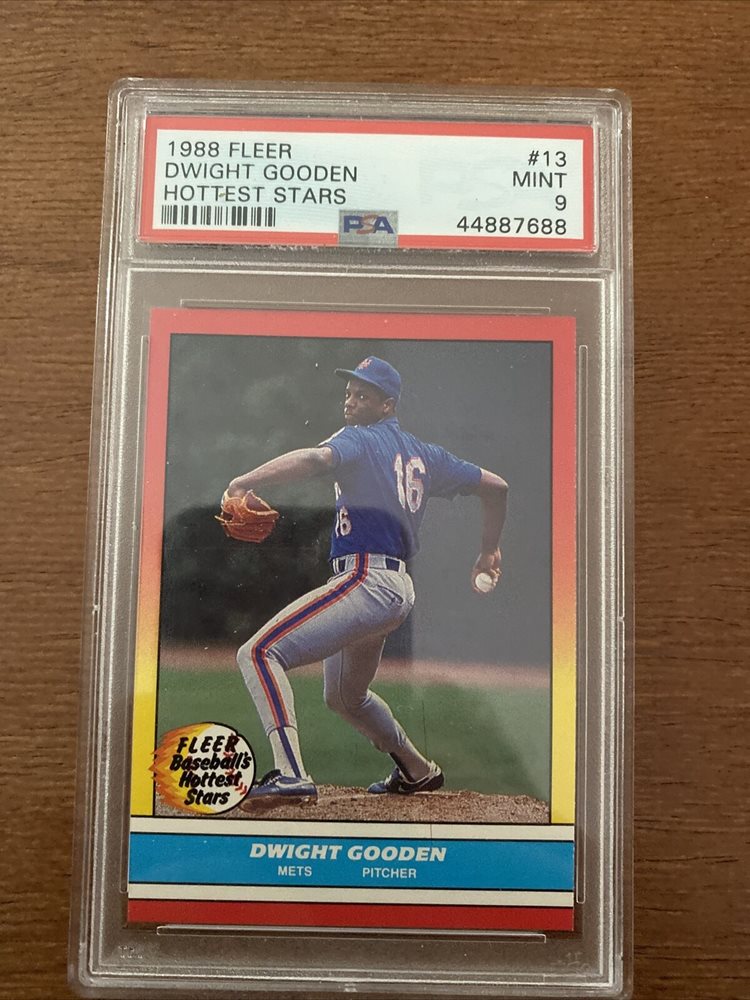 1988 FLEER #13
DWIGHT GOODEN MINT
HOTTEST STARS 9
PSA 44887688
16
16
FLEER
Baseball's
Hottest
Stars
DWIGHT GOODEN
METS PITCHER